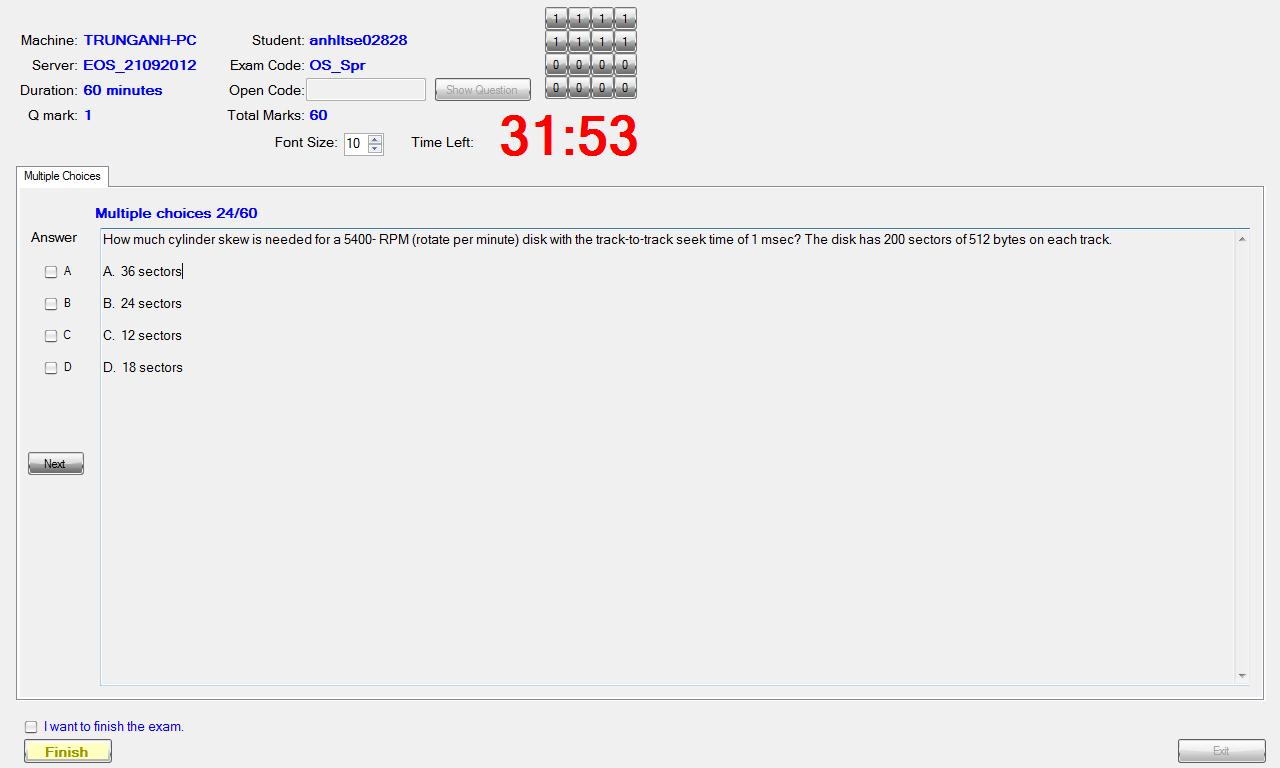 Machine: TRUNGANH-PC Student: anhltse02828
Server: EOS_21092012 Exam Code: OS_Spr
Duration: 60 minutes Open Code: Show Question
Q mark: 1 Total Marks: 60
1 1 1 1
1 1 1 1
0 0 0 0
0 0 0 0
Font Size: 10 Time Left: 31:53
Multiple Choices
Multiple choices 24/60
Answer
How much cylinder skew is needed for a 5400- RPM (rotate per minute) disk with the track-to-track seek time of 1 msec? The disk has 200 sectors of 512 bytes on each track.
A A. 36 sectors
B B. 24 sectors
C C. 12 sectors
D D. 18 sectors
Next
I want to finish the exam.
Finish Exit